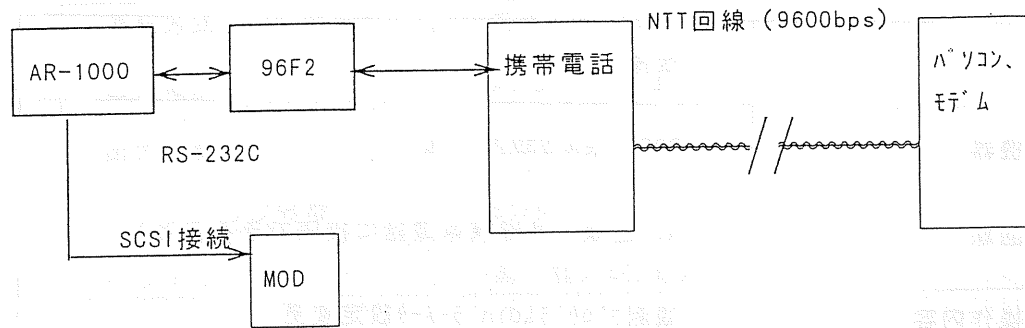 NTT回線（9600bps）
AR-1000
96F2
携帯電話
ﾊﾟｿｺﾝ、
ﾓﾃﾞﾑ
RS-232C
SCSI接続
MOD